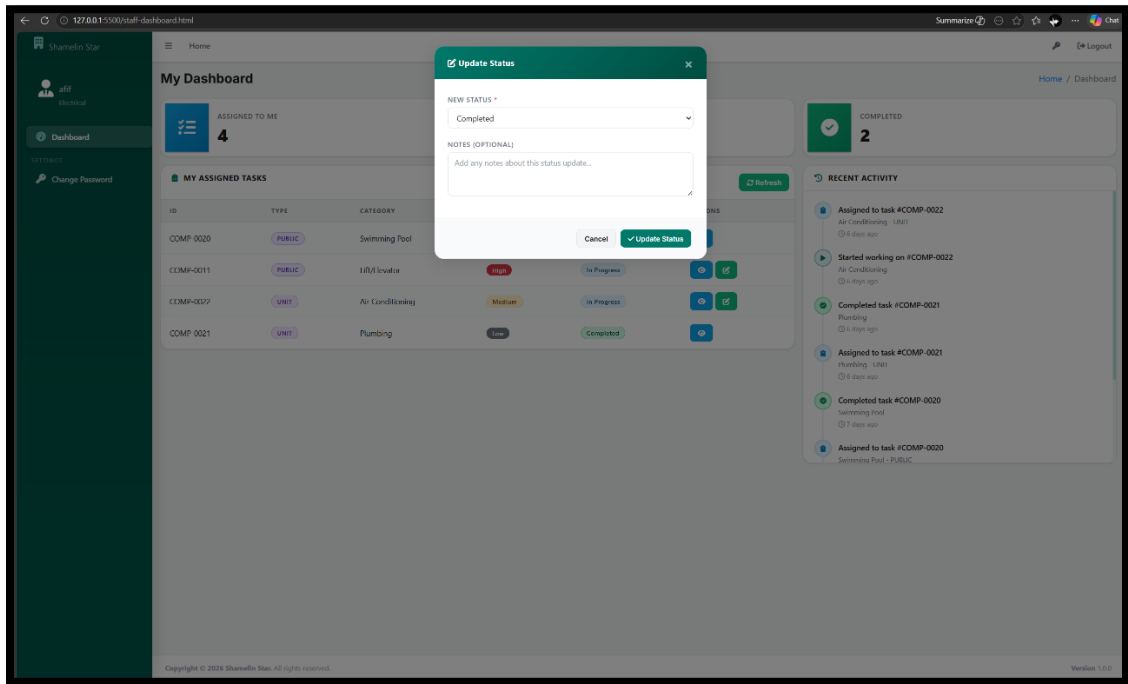 127.0.0.1:5500/staff-dashboard.html
Summarize
Chat
Shamelin Star
Home
Logout
afif
Electrical
Dashboard
SETTINGS
Change Password
My Dashboard
Home / Dashboard
ASSIGNED TO ME
4
COMPLETED
2
Update Status
NEW STATUS *
Completed
NOTES (OPTIONAL)
Add any notes about this status update...
Cancel
Update Status
MY ASSIGNED TASKS
Refresh
ID TYPE CATEGORY
COMP-0020 PUBLIC Swimming Pool
COMP-0011 PUBLIC Lift/Elevator High In Progress
COMP-0022 UNIT Air Conditioning Medium In Progress
COMP-0021 UNIT Plumbing Low Completed
RECENT ACTIVITY
Assigned to task #COMP-0022
Air Conditioning - UNIT
6 days ago
Started working on #COMP-0022
Air Conditioning
6 days ago
Completed task #COMP-0021
Plumbing
6 days ago
Assigned to task #COMP-0021
Plumbing - UNIT
6 days ago
Completed task #COMP-0020
Swimming Pool
7 days ago
Assigned to task #COMP-0020
Swimming Pool - PUBLIC
Copyright © 2026 Shamelin Star. All rights reserved.
Version 1.0.0